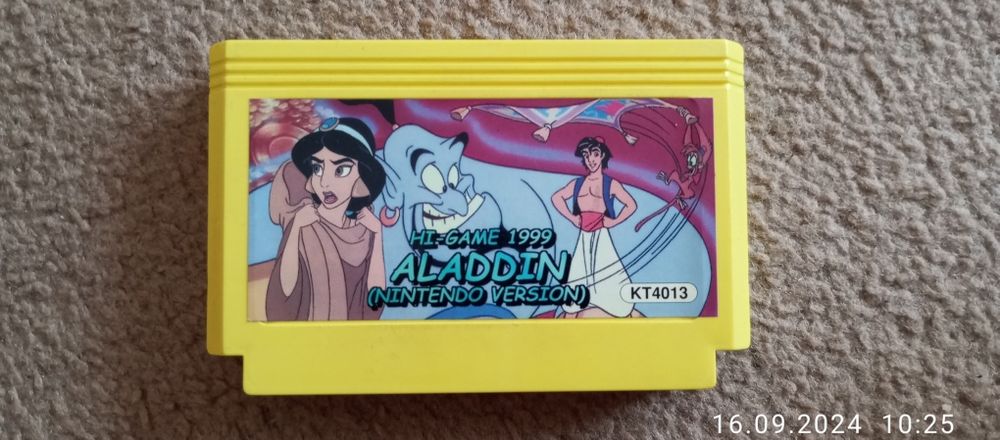 HI-GAME 1999
ALADDIN
(NINTENDO VERSION)
KT4013
16.09.2024 10:25